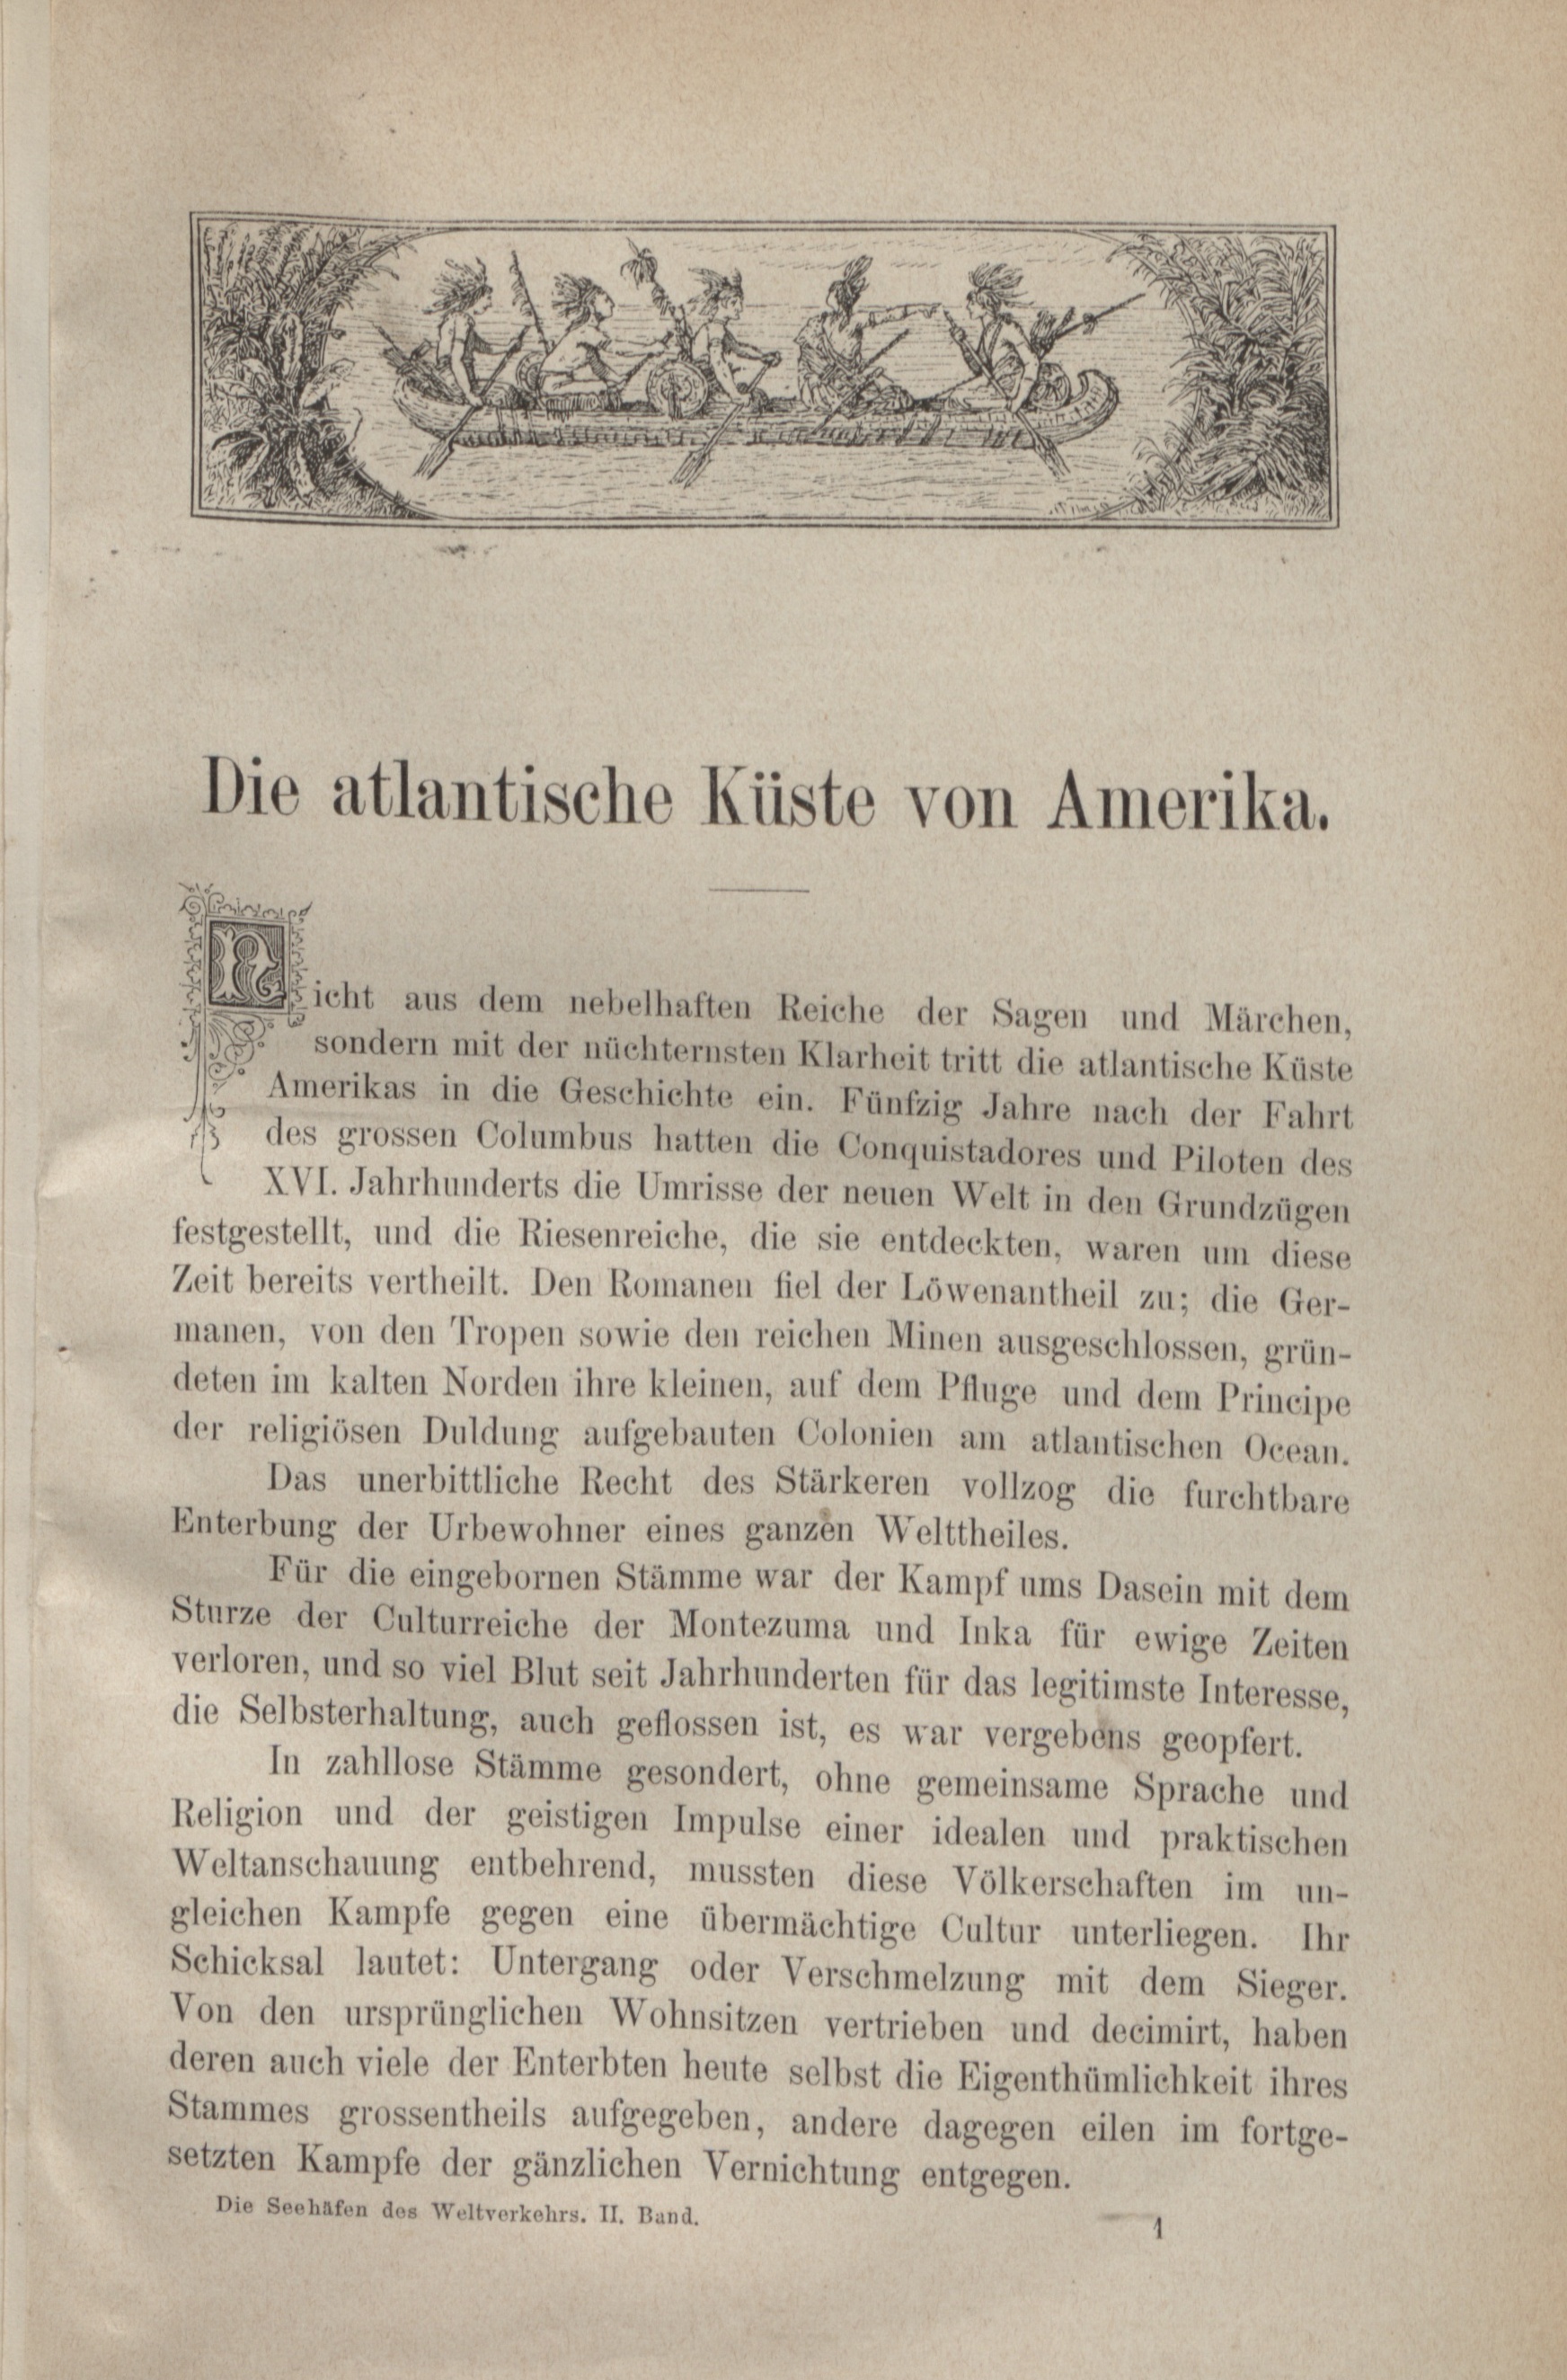 Die atlantische Küste von Amerika.
Nicht aus dem nebelhaften Reiche der Sagen und Märchen,
sondern mit der nüchternsten Klarheit tritt die atlantische Küste
Amerikas in die Geschichte ein. Fünfzig Jahre nach der Fahrt
des grossen Columbus hatten die Conquistadores und Piloten des
XVI. Jahrhunderts die Umrisse der neuen Welt in den Grundzügen
festgestellt, und die Riesenreiche, die sie entdeckten, waren um diese
Zeit bereits vertheilt. Den Romanen fiel der Löwenantheil zu; die Ger-
manen, von den Tropen sowie den reichen Minen ausgeschlossen, grün-
deten im kalten Norden ihre kleinen, auf dem Pfluge und dem Principe
der religiösen Duldung aufgebauten Colonien am atlantischen Ocean.
Das unerbittliche Recht des Stärkeren vollzog die furchtbare
Enterbung der Urbewohner eines ganzen Welttheiles.
Für die eingebornen Stämme war der Kampf ums Dasein mit dem
Sturze der Culturreiche der Montezuma und Inka für ewige Zeiten
verloren, und so viel Blut seit Jahrhunderten für das legitimste Interesse,
die Selbsterhaltung, auch geflossen ist, es war vergebens geopfert.
In zahllose Stämme gesondert, ohne gemeinsame Sprache und
Religion und der geistigen Impulse einer idealen und praktischen
Weltanschauung entbehrend, mussten diese Völkerschaften im un-
gleichen Kampfe gegen eine übermächtige Cultur unterliegen. Ihr
Schicksal lautet: Untergang oder Verschmelzung mit dem Sieger.
Von den ursprünglichen Wohnsitzen vertrieben und decimirt, haben
deren auch viele der Enterbten heute selbst die Eigenthümlichkeit ihres
Stammes grossentheils aufgegeben, andere dagegen eilen im fortge-
setzten Kampfe der gänzlichen Vernichtung entgegen.
Die Seehäfen des Weltverkehrs. II. Band.
1